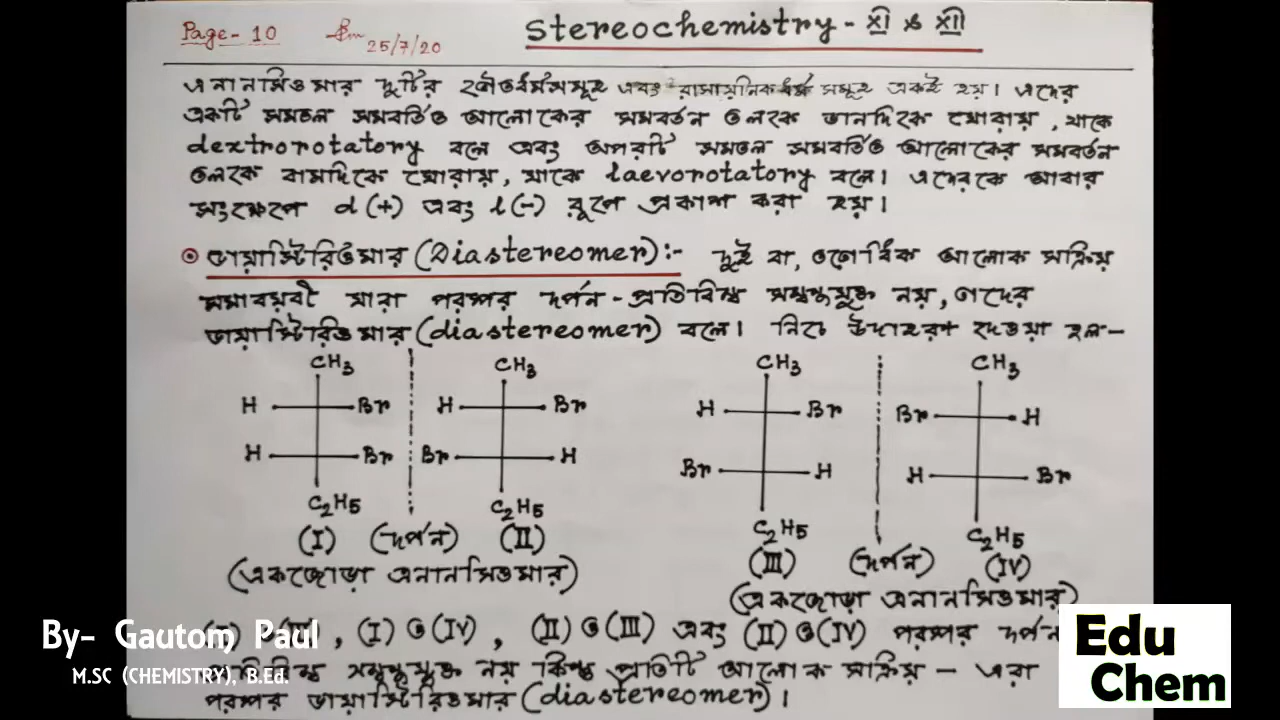 Page- 10
25/7/20
Stereochemistry - XI & XII
এনানসিওমার দুটির ভৌতধর্মসমূহ এবং রাসায়নিক ধর্ম সমূহ একই হয়। এদের
একটি সমতল সমবর্তিত আলোকের সমবর্তন তলকে ডানদিকে ঘোরায়, যাকে
dextrorotatory বলে এবং অপরটি সমতল সমবর্তিত আলোকের সমবর্তন
তলকে বামদিকে ঘোরায়, যাকে laevorotatory বলে। এদেরকে আবার
সংক্ষেপে d(+) এবং l(-) রূপে প্রকাশ করা হয়।
ডায়াস্টিরিওমার (Diastereomer):- দুই বা, ততোধিক আলোক সক্রিয়
সমাবয়বী যারা পরস্পর দর্পন-প্রতিবিম্ব সম্বন্ধযুক্ত নয়, তাদের
ডায়াস্টিরিওমার (diastereomer) বলে। নিচে উদাহরণ দেওয়া হল-
CH3 CH3 CH3 CH3
H Br H Br H Br Br H
H Br Br H Br H H Br
C2H5 C2H5 C2H5 C2H5
(I) (দর্পন) (II) (III) (দর্পন) (IV)
(একজোড়া এনানসিওমার) (একজোড়া এনানসিওমার)
(I) ও (III), (I) ও (IV), (II) ও (III) এবং (II) ও (IV) পরস্পর দর্পন
সম্বন্ধযুক্ত নয় কিন্তু প্রতিটি আলোক সক্রিয় - এরা
পরস্পর ডায়াস্টিরিওমার (diastereomer)।
By- Gautom Paul
M.SC (CHEMISTRY), B.Ed.
Edu
Chem